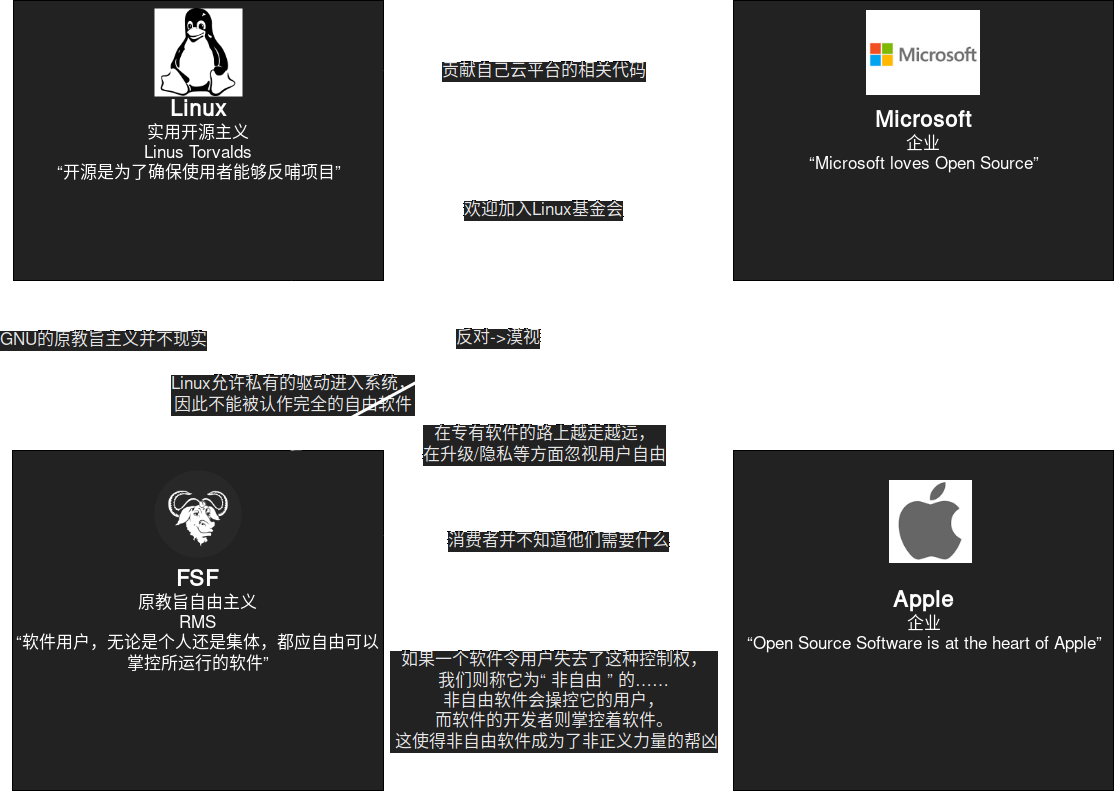 Linux
实用开源主义
Linus Torvalds
“开源是为了确保使用者能够反哺项目”
贡献自己云平台的相关代码
欢迎加入Linux基金会
Microsoft
Microsoft
企业
“Microsoft loves Open Source”
GNU的原教旨主义并不现实
反对->漠视
Linux允许私有的驱动进入系统，
因此不能被认作完全的自由软件
在专有软件的路上越走越远，
在升级/隐私等方面忽视用户自由
消费者并不知道他们需要什么
FSF
原教旨自由主义
RMS
“软件用户，无论是个人还是集体，都应自由可以
掌控所运行的软件”
如果一个软件令用户失去了这种控制权，
我们则称它为“ 非自由 ” 的……
非自由软件会操控它的用户，
而软件的开发者则掌控着软件。
这使得非自由软件成为了非正义力量的帮凶
Apple
企业
“Open Source Software is at the heart of Apple”